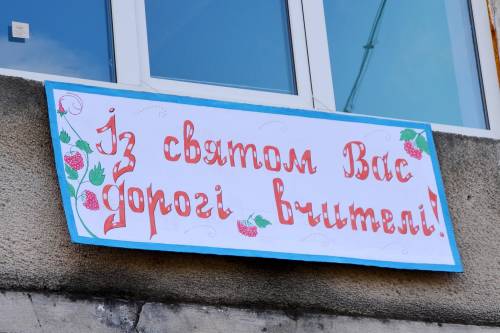 Із святом Вас
дорогі вчителі!